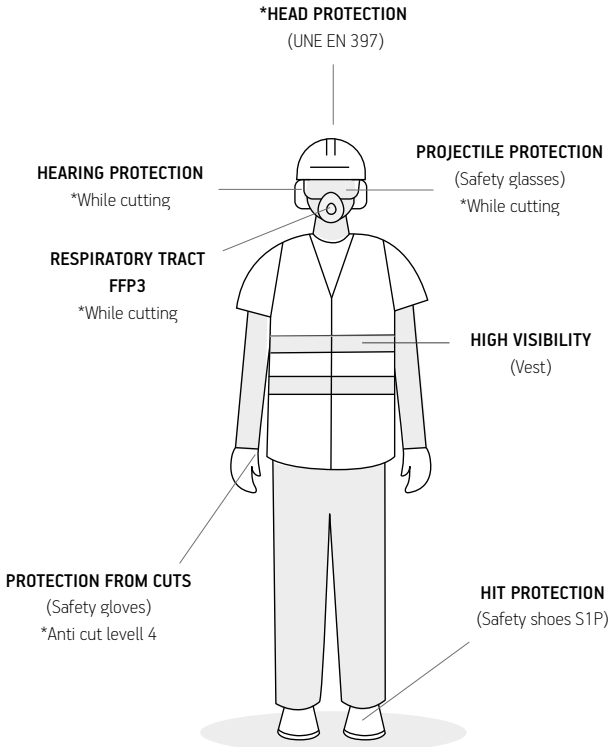 *HEAD PROTECTION
(UNE EN 397)
HEARING PROTECTION
*While cutting
PROJECTILE PROTECTION
(Safety glasses)
*While cutting
RESPIRATORY TRACT
FFP3
*While cutting
HIGH VISIBILITY
(Vest)
PROTECTION FROM CUTS
(Safety gloves)
*Anti cut levell 4
HIT PROTECTION
(Safety shoes S1P)